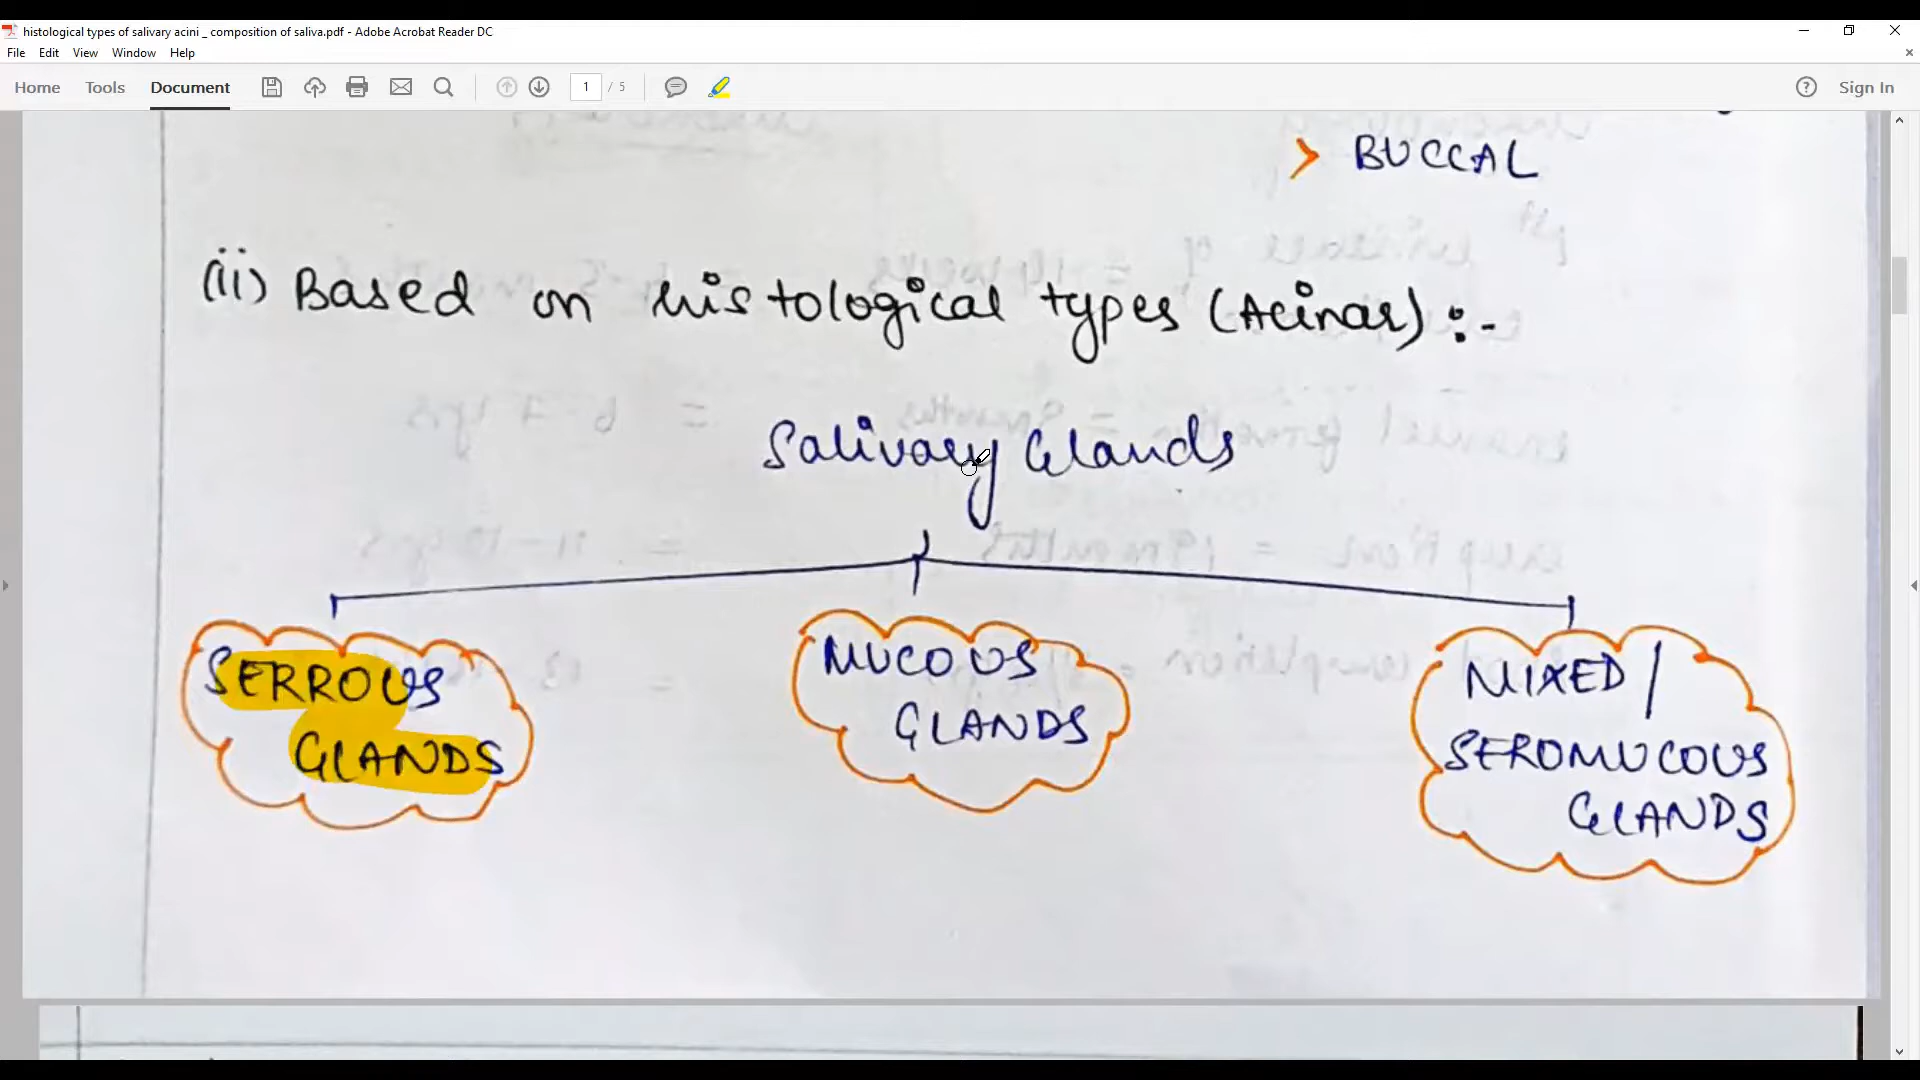 histological types of salivary acini _ composition of saliva.pdf - Adobe Acrobat Reader DC
File Edit View Window Help
Home Tools Document 1 / 5 Sign In
> BUCCAL
(ii) Based on histological types (Acinar) :-
Salivary Glands
SERROUS GLANDS
MUCOUS GLANDS
MIXED / SEROMUCOUS GLANDS